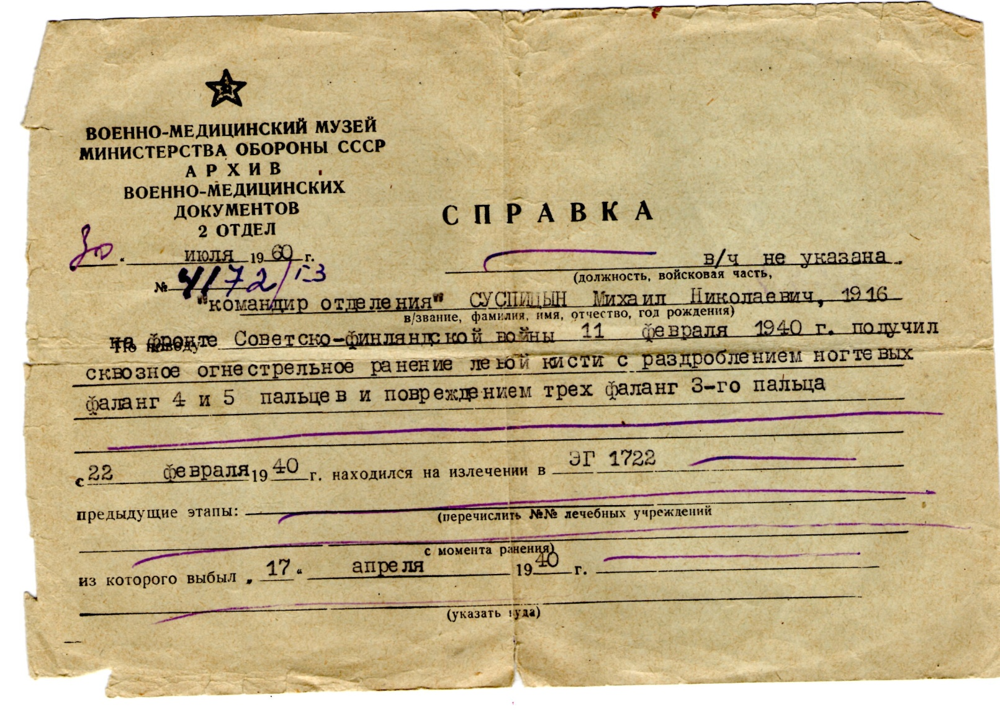 ВОЕННО-МЕДИЦИНСКИЙ МУЗЕЙ
МИНИСТЕРСТВА ОБОРОНЫ СССР
АРХИВ
ВОЕННО-МЕДИЦИНСКИХ
ДОКУМЕНТОВ
2 ОТДЕЛ
30 " июля 1960 г.
№ 4172/
СПРАВКА
в/ч не указана.
(должность, войсковая часть,
"командир отделения" СУСПИЦЫН Михаил Николаевич, 1916
в/звание, фамилия, имя, отчество, год рождения)
По поводу
на фронте Советско-финляндской войны 11 февраля 1940 г. получил
сквозное огнестрельное ранение левой кисти с раздроблением ногтевых
фаланг 4 и 5 пальцев и повреждением трех фаланг 3-го пальца
с 22 февраля 1940 г. находился на излечении в ЭГ 1722
предыдущие этапы:
(перечислить №№ лечебных учреждений
с момента ранения)
из которого выбыл „ 17 “ апреля 1940 г.
(указать куда)